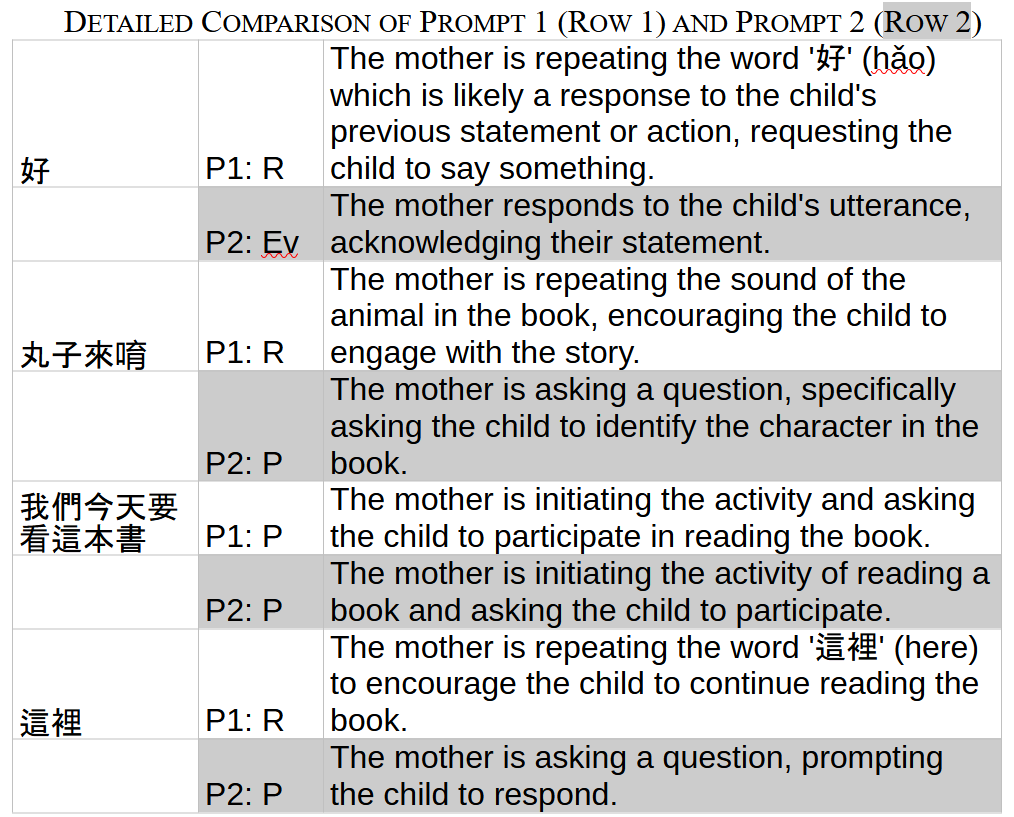 DETAILED COMPARISON OF PROMPT 1 (ROW 1) AND PROMPT 2 (ROW 2)
好
P1: R
The mother is repeating the word '好' (hǎo)
which is likely a response to the child's
previous statement or action, requesting the
child to say something.
P2: Ev
The mother responds to the child's utterance,
acknowledging their statement.
丸子來唷
P1: R
The mother is repeating the sound of the
animal in the book, encouraging the child to
engage with the story.
P2: P
The mother is asking a question, specifically
asking the child to identify the character in the
book.
我們今天要
看這本書
P1: P
The mother is initiating the activity and asking
the child to participate in reading the book.
P2: P
The mother is initiating the activity of reading a
book and asking the child to participate.
這裡
P1: R
The mother is repeating the word '這裡' (here)
to encourage the child to continue reading the
book.
P2: P
The mother is asking a question, prompting
the child to respond.